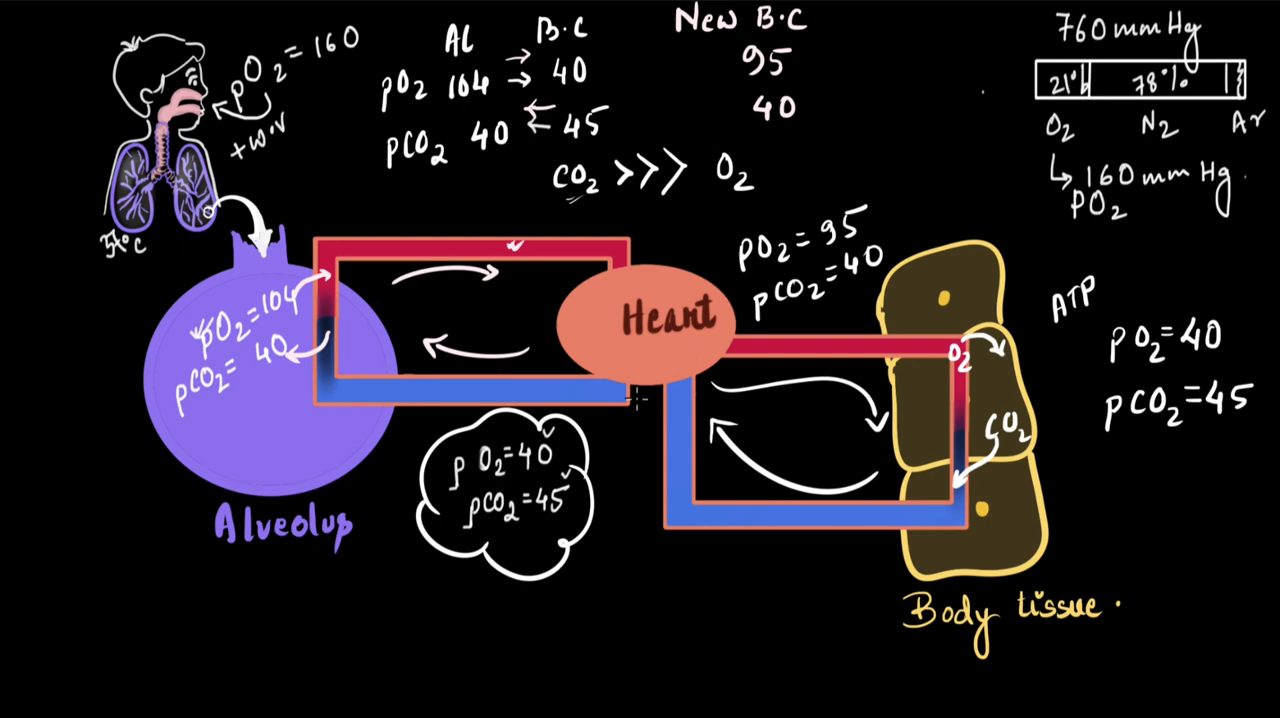 pO2 = 160
+ W.V
37°C
AL B.C
pO2 104 → 40
pCO2 40 ← 45
CO2 >>> O2
New B.C
95
40
760 mm Hg
21% 78%
O2 N2 Ar
↳ 160 mm Hg.
PO2
pO2 = 104
pCO2 = 40
Alveolus
Heart
pO2 = 95
pCO2 = 40
pO2 = 40
pCO2 = 45
O2
CO2
ATP
pO2 = 40
pCO2 = 45
Body tissue.